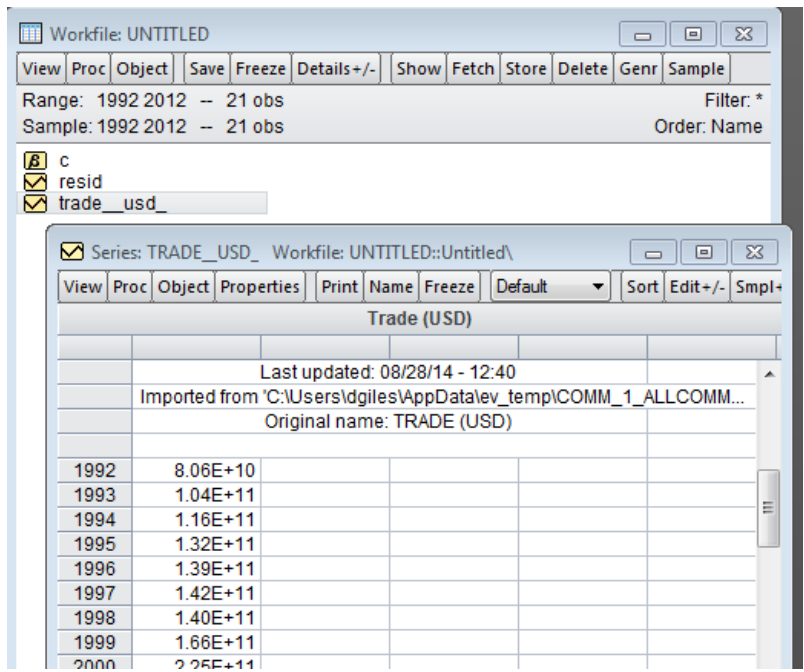 Workfile: UNTITLED
View Proc Object Save Freeze Details+/- Show Fetch Store Delete Genr Sample
Range: 1992 2012 -- 21 obs Filter: *
Sample: 1992 2012 -- 21 obs Order: Name
β c
resid
trade__usd_
Series: TRADE__USD_ Workfile: UNTITLED::Untitled\
View Proc Object Properties Print Name Freeze Default Sort Edit+/- Smpl+
Trade (USD)
Last updated: 08/28/14 - 12:40
Imported from 'C:\Users\dgiles\AppData\ev_temp\COMM_1_ALLCOMM...
Original name: TRADE (USD)
1992 8.06E+10
1993 1.04E+11
1994 1.16E+11
1995 1.32E+11
1996 1.39E+11
1997 1.42E+11
1998 1.40E+11
1999 1.66E+11
2000 2.25E+11